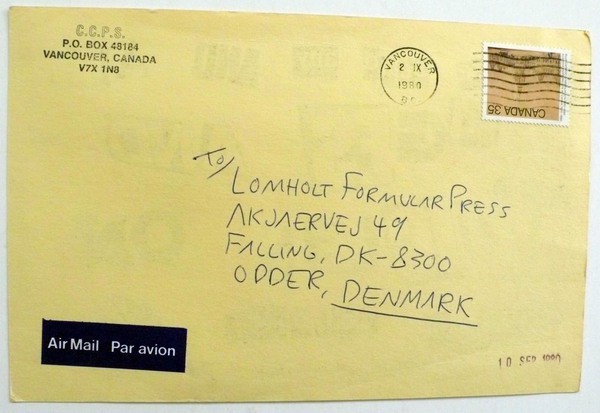 C.C.P.S.
P.O. BOX 48184
VANCOUVER, CANADA
V7X 1N8
VANCOUVER
2 IX
1980
B.C.
CANADA 35
To/
LOMHOLT FORMULAR PRESS
AKJAERVEJ 49
FALLING, DK-8300
ODDER, DENMARK
Air Mail Par avion
10 SEP. 1980